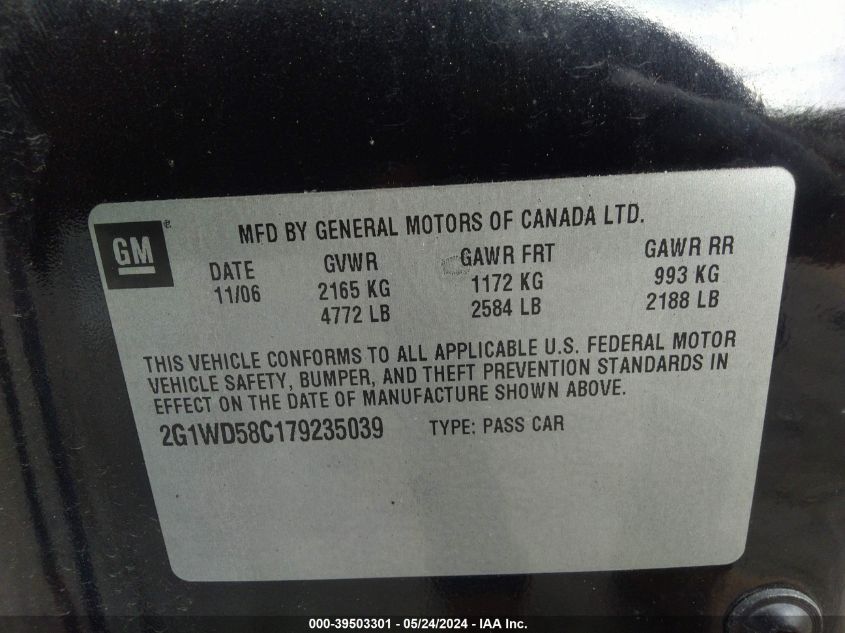 GM ®
MFD BY GENERAL MOTORS OF CANADA LTD.
DATE GVWR GAWR FRT GAWR RR
11/06 2165 KG 1172 KG 993 KG
4772 LB 2584 LB 2188 LB
THIS VEHICLE CONFORMS TO ALL APPLICABLE U.S. FEDERAL MOTOR
VEHICLE SAFETY, BUMPER, AND THEFT PREVENTION STANDARDS IN
EFFECT ON THE DATE OF MANUFACTURE SHOWN ABOVE.
2G1WD58C179235039 TYPE: PASS CAR
000-39503301 - 05/24/2024 - IAA Inc.